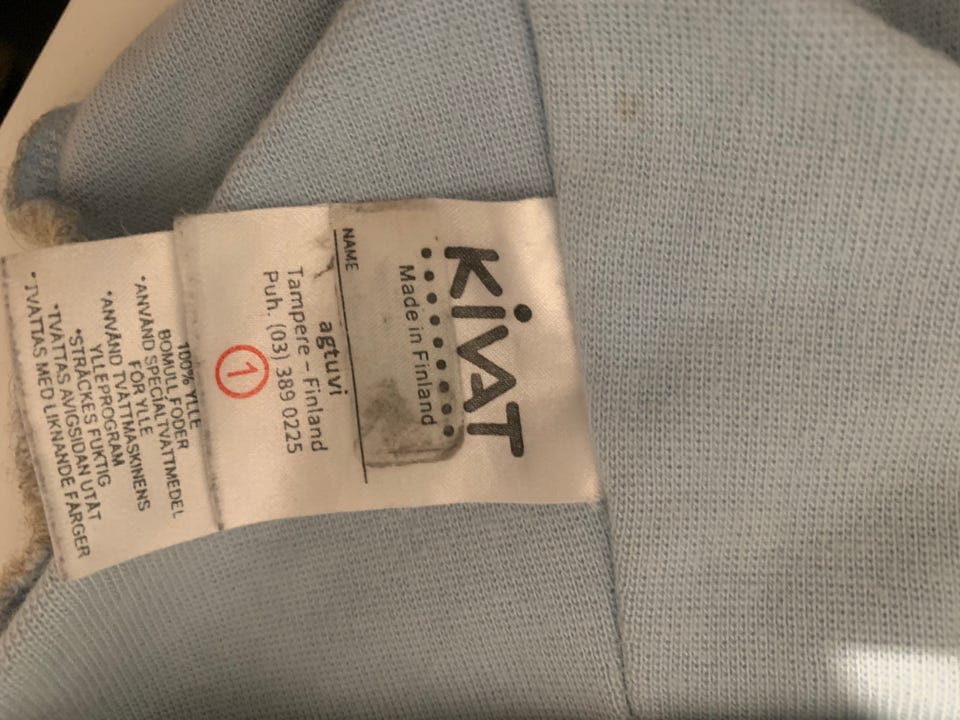 KiVAT
Made in Finland
NAME
agtuvi
Tampere – Finland
Puh. (03) 389 0225
1
100% YLLE
BOMULL FODER
•ANVÄND SPECIALTVÄTTMEDEL
FÖR YLLE
•ANVÄND TVÄTTMASKINENS
YLLEPROGRAM
•STRÄCKES FUKTIG
•TVÄTTAS AVIGSIDAN UTÅT
•TVÄTTAS MED LIKNANDE FÄRGER